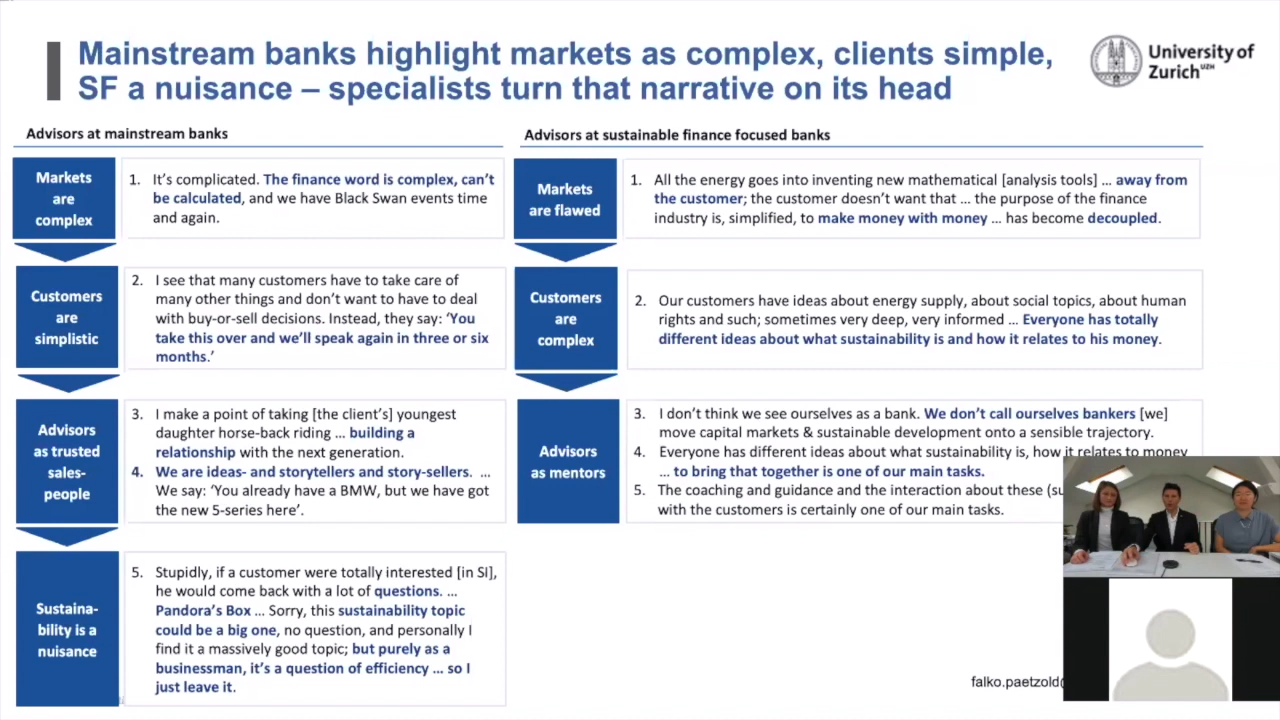 Mainstream banks highlight markets as complex, clients simple,
SF a nuisance – specialists turn that narrative on its head
University of
Zurich UZH
Advisors at mainstream banks
Markets
are
complex
1. It’s complicated. The finance word is complex, can’t
be calculated, and we have Black Swan events time
and again.
Customers
are
simplistic
2. I see that many customers have to take care of
many other things and don’t want to have to deal
with buy-or-sell decisions. Instead, they say: ‘You
take this over and we’ll speak again in three or six
months.’
Advisors
as trusted
sales-
people
3. I make a point of taking [the client’s] youngest
daughter horse-back riding … building a
relationship with the next generation.
4. We are ideas- and storytellers and story-sellers. …
We say: ‘You already have a BMW, but we have got
the new 5-series here’.
Sustaina-
bility is a
nuisance
5. Stupidly, if a customer were totally interested [in SI],
he would come back with a lot of questions. …
Pandora’s Box … Sorry, this sustainability topic
could be a big one, no question, and personally I
find it a massively good topic; but purely as a
businessman, it’s a question of efficiency … so I
just leave it.
Advisors at sustainable finance focused banks
Markets
are flawed
1. All the energy goes into inventing new mathematical [analysis tools] … away from
the customer; the customer doesn’t want that … the purpose of the finance
industry is, simplified, to make money with money … has become decoupled.
Customers
are
complex
2. Our customers have ideas about energy supply, about social topics, about human
rights and such; sometimes very deep, very informed … Everyone has totally
different ideas about what sustainability is and how it relates to his money.
Advisors
as mentors
3. I don’t think we see ourselves as a bank. We don’t call ourselves bankers [we]
move capital markets & sustainable development onto a sensible trajectory.
4. Everyone has different ideas about what sustainability is, how it relates to money
… to bring that together is one of our main tasks.
5. The coaching and guidance and the interaction about these
with the customers is certainly one of our main tasks.
falko.paetzold@